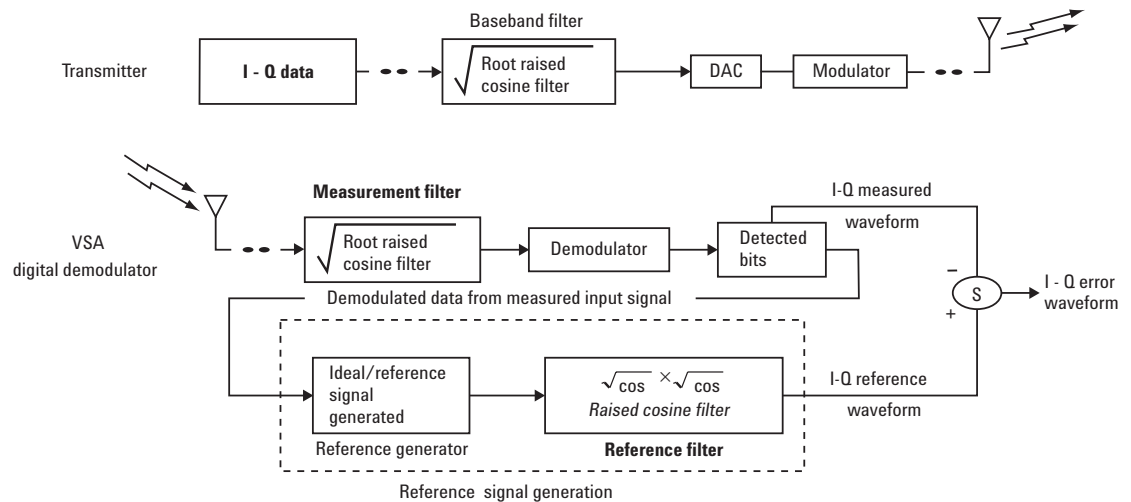 Baseband filter
Transmitter
I - Q data
Root raised
cosine filter
DAC
Modulator
Measurement filter
VSA
digital demodulator
Root raised
cosine filter
Demodulator
Detected
bits
I-Q measured
waveform
Demodulated data from measured input signal
–
S
+
I - Q error
waveform
Ideal/reference
signal
generated
√cos × √cos
Raised cosine filter
I-Q reference
waveform
Reference generator
Reference filter
Reference signal generation